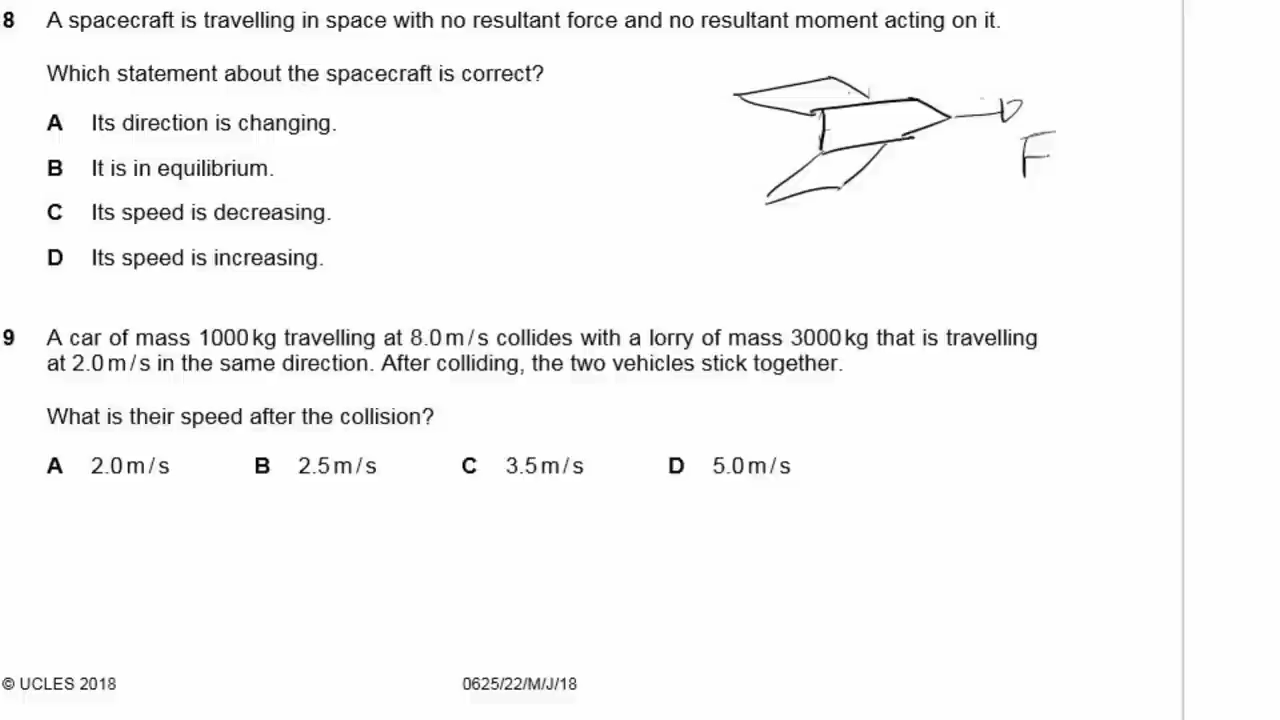 8 A spacecraft is travelling in space with no resultant force and no resultant moment acting on it.
Which statement about the spacecraft is correct?
A Its direction is changing.
B It is in equilibrium.
C Its speed is decreasing.
D Its speed is increasing.
F
9 A car of mass 1000 kg travelling at 8.0 m / s collides with a lorry of mass 3000 kg that is travelling
at 2.0 m / s in the same direction. After colliding, the two vehicles stick together.
What is their speed after the collision?
A 2.0 m / s B 2.5 m / s C 3.5 m / s D 5.0 m / s
© UCLES 2018 0625/22/M/J/18